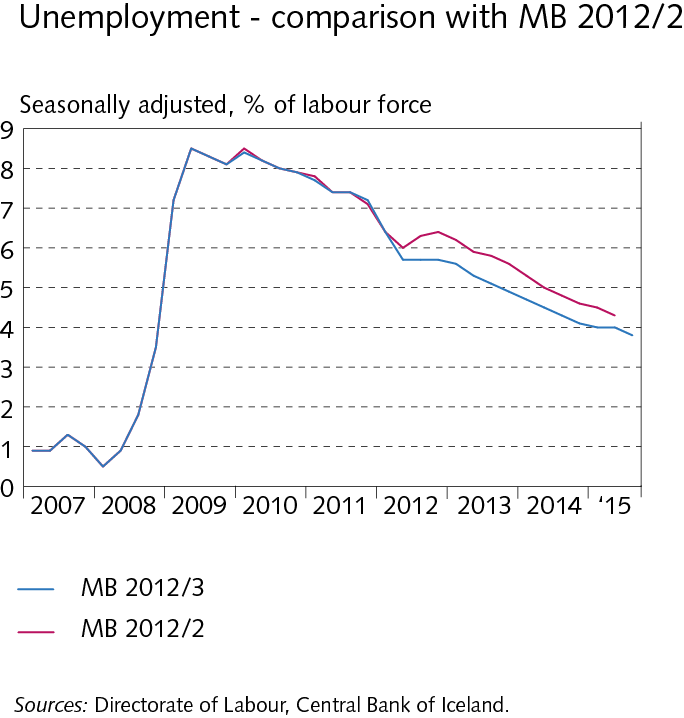 Unemployment - comparison with MB 2012/2
Seasonally adjusted, % of labour force
9
8
7
6
5
4
3
2
1
0
2007 2008 2009 2010 2011 2012 2013 2014 ‘15
MB 2012/3
MB 2012/2
Sources: Directorate of Labour, Central Bank of Iceland.